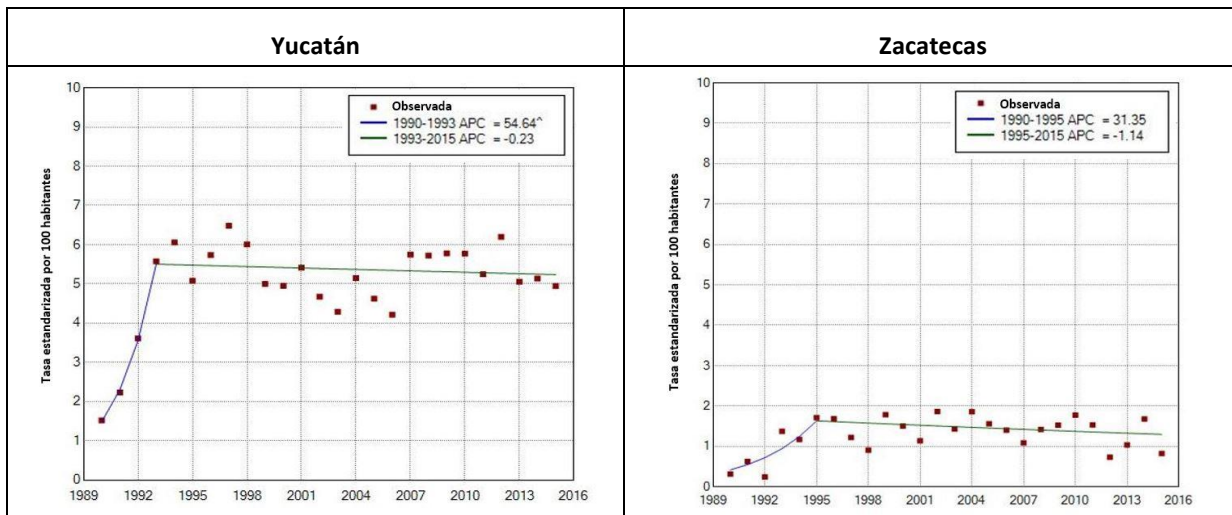 Yucatán
Zacatecas
10
9
8
7
6
5
4
3
2
1
0
Tasa estandarizada por 100 habitantes
Observada
1990-1993 APC = 54.64^
1993-2015 APC = -0.23
1989 1992 1995 1998 2001 2004 2007 2010 2013 2016
10
9
8
7
6
5
4
3
2
1
0
Tasa estandarizada por 100 habitantes
Observada
1990-1995 APC = 31.35
1995-2015 APC = -1.14
1989 1992 1995 1998 2001 2004 2007 2010 2013 2016